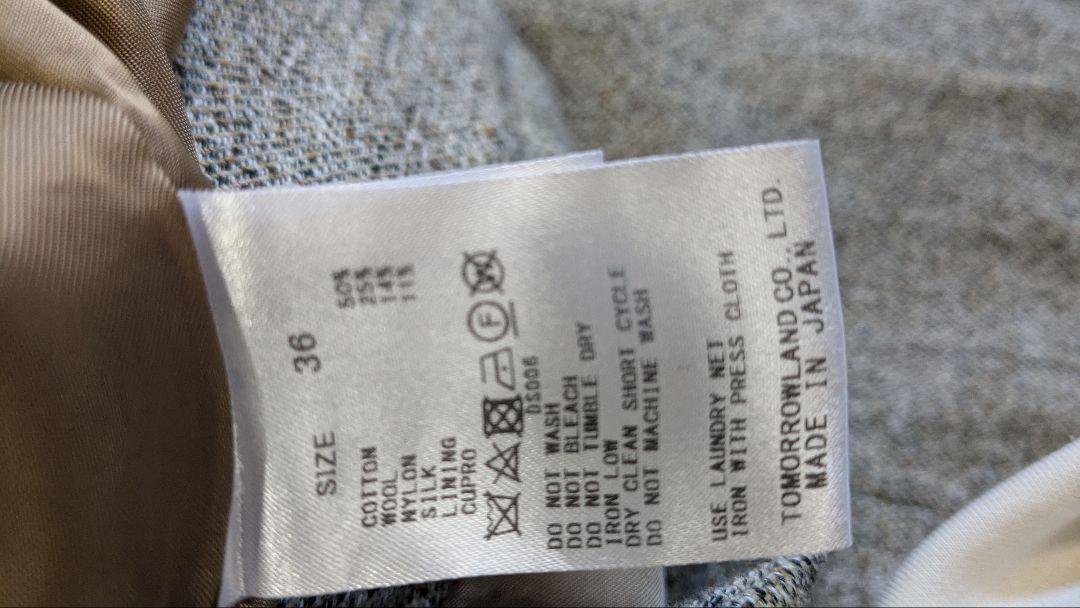 SIZE 36
COTTON 50%
WOOL 25%
NYLON 14%
SILK 11%
LINING
CUPRO
F W
DS006
DO NOT WASH
DO NOT BLEACH
DO NOT TUMBLE DRY
IRON LOW
DRY CLEAN SHORT CYCLE
DO NOT MACHINE WASH
USE LAUNDRY NET
IRON WITH PRESS CLOTH
TOMORROWLAND CO., LTD.
MADE IN JAPAN